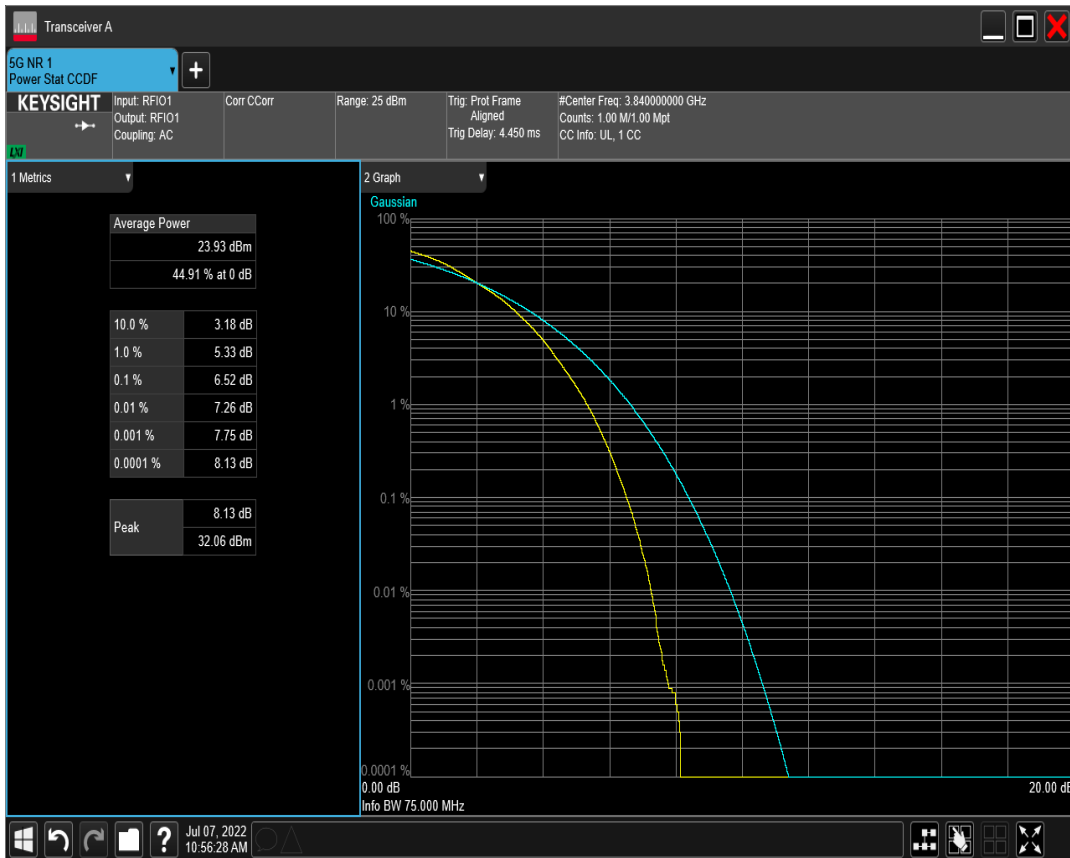 Transceiver A
5G NR 1
Power Stat CCDF
KEYSIGHT
LXI
Input: RFIO1
Output: RFIO1
Coupling: AC
Corr CCorr
Range: 25 dBm
Trig: Prot Frame
Aligned
Trig Delay: 4.450 ms
#Center Freq: 3.840000000 GHz
Counts: 1.00 M/1.00 Mpt
CC Info: UL, 1 CC
1 Metrics
Average Power
23.93 dBm
44.91 % at 0 dB
10.0 % 3.18 dB
1.0 % 5.33 dB
0.1 % 6.52 dB
0.01 % 7.26 dB
0.001 % 7.75 dB
0.0001 % 8.13 dB
Peak
8.13 dB
32.06 dBm
2 Graph
Gaussian
100 %
10 %
1 %
0.1 %
0.01 %
0.001 %
0.0001 %
0.00 dB 20.00 dB
Info BW 75.000 MHz
Jul 07, 2022
10:56:28 AM